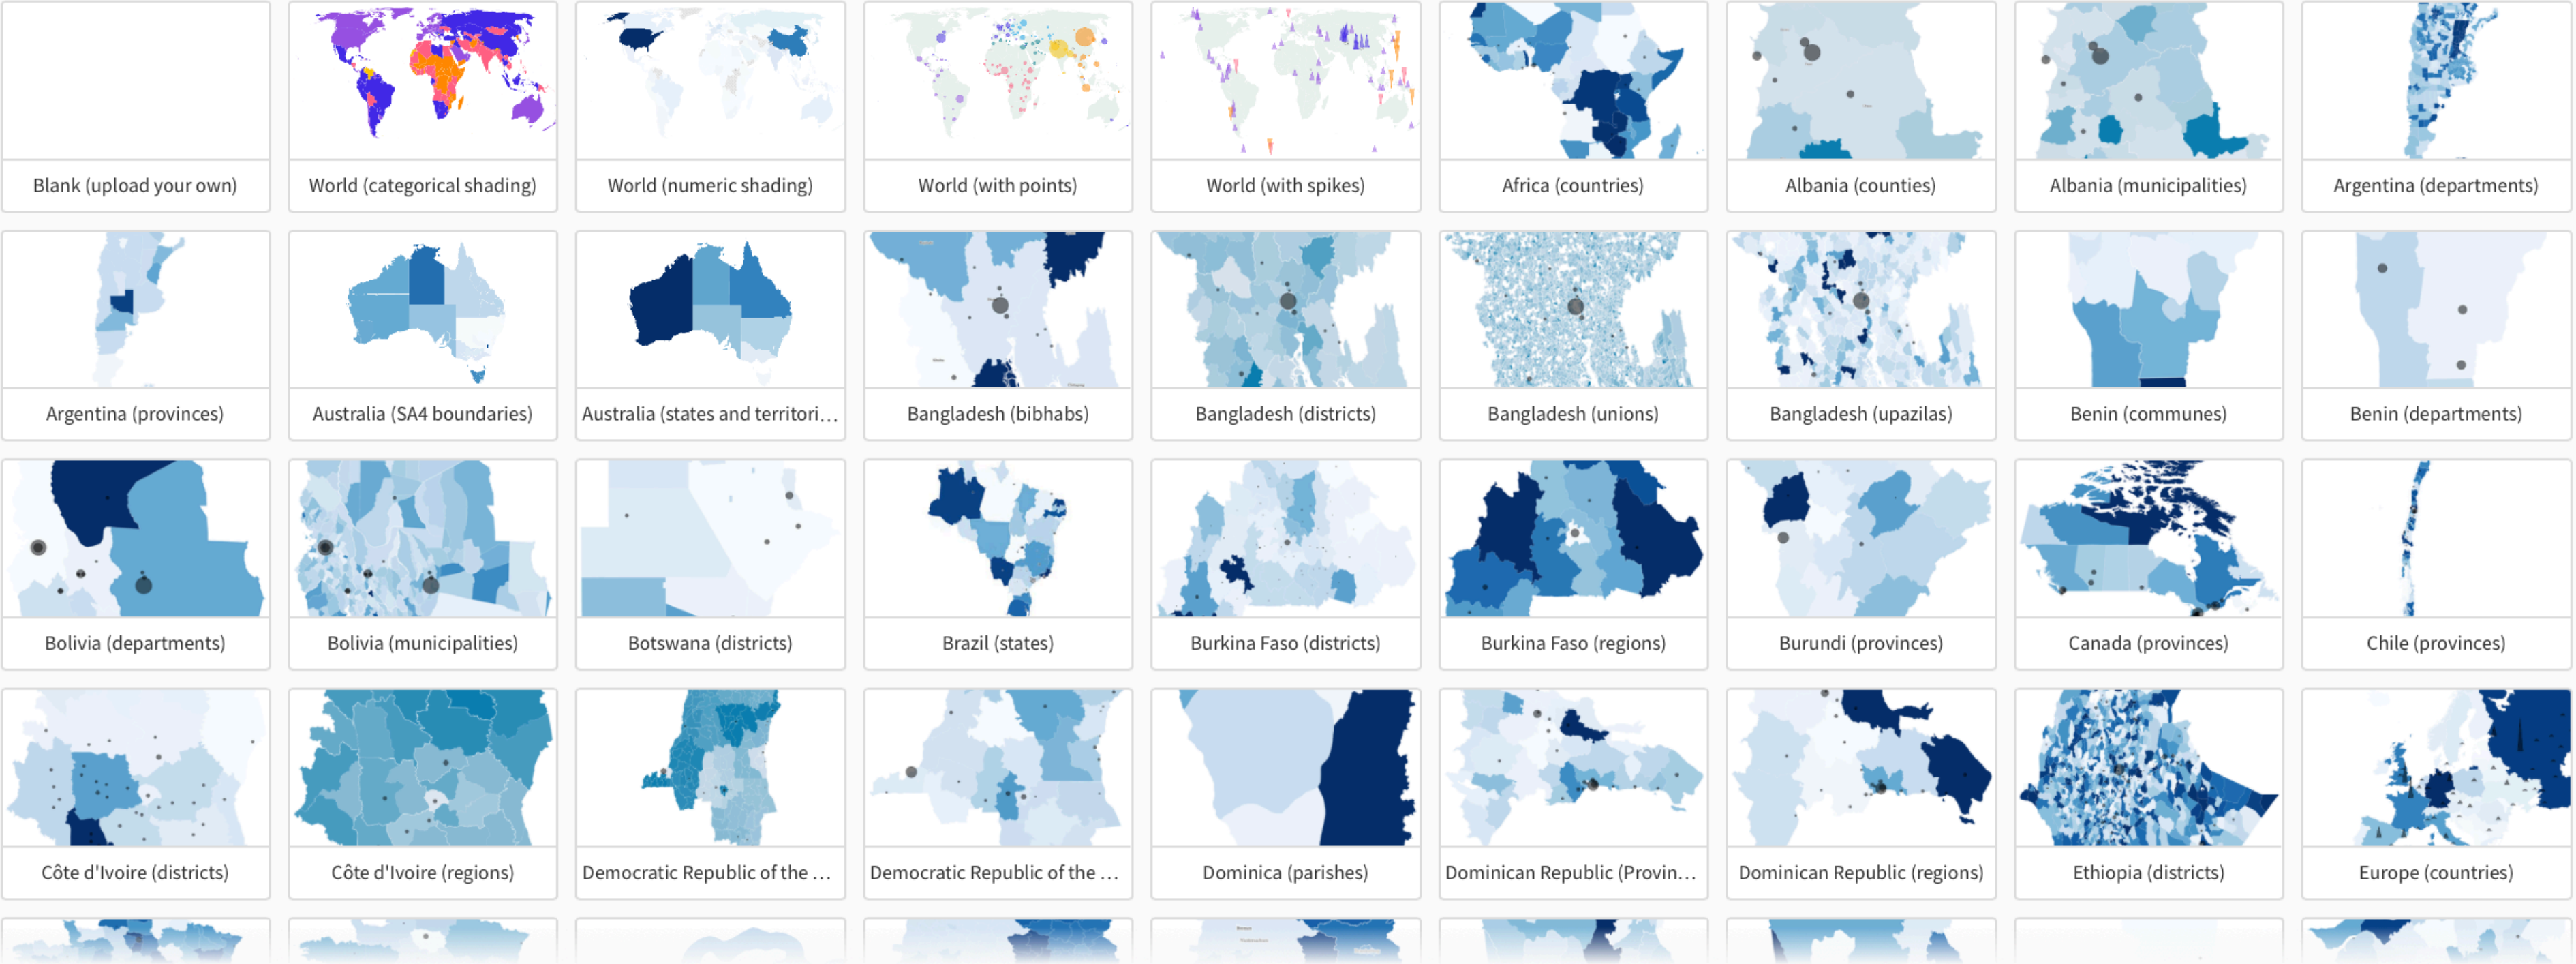 Blank (upload your own)
World (categorical shading)
World (numeric shading)
World (with points)
World (with spikes)
Africa (countries)
Albania (counties)
Albania (municipalities)
Argentina (departments)
Argentina (provinces)
Australia (SA4 boundaries)
Australia (states and territori...
Bangladesh (bibhabs)
Bangladesh (districts)
Bangladesh (unions)
Bangladesh (upazilas)
Benin (communes)
Benin (departments)
Bolivia (departments)
Bolivia (municipalities)
Botswana (districts)
Brazil (states)
Burkina Faso (districts)
Burkina Faso (regions)
Burundi (provinces)
Canada (provinces)
Chile (provinces)
Côte d'Ivoire (districts)
Côte d'Ivoire (regions)
Democratic Republic of the ...
Democratic Republic of the ...
Dominica (parishes)
Dominican Republic (Provin...
Dominican Republic (regions)
Ethiopia (districts)
Europe (countries)